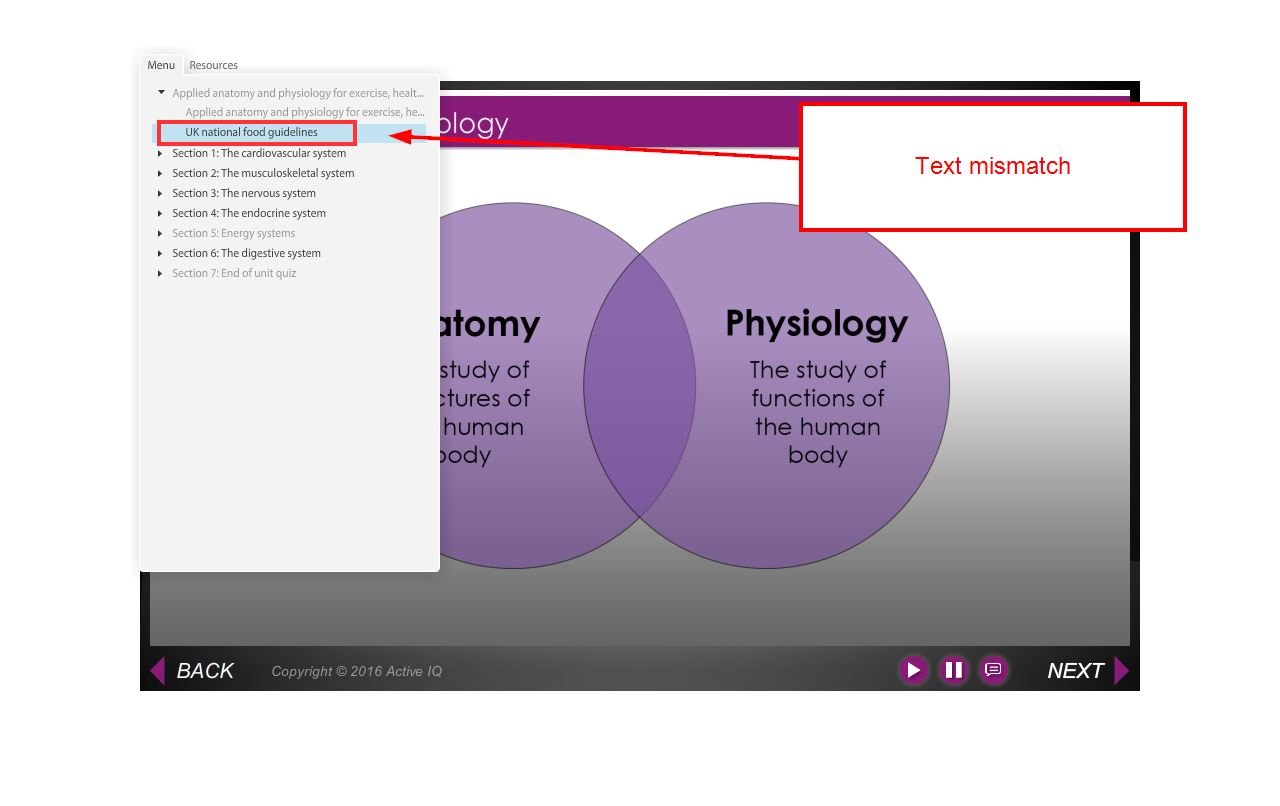 Menu Resources
Applied anatomy and physiology for exercise, healt...
Applied anatomy and physiology for exercise, he...
UK national food guidelines
Section 1: The cardiovascular system
Section 2: The musculoskeletal system
Section 3: The nervous system
Section 4: The endocrine system
Section 5: Energy systems
Section 6: The digestive system
Section 7: End of unit quiz
ology
Text mismatch
atomy
study of
ctures of
human
body
Physiology
The study of
functions of
the human
body
BACK
Copyright © 2016 Active IQ
NEXT